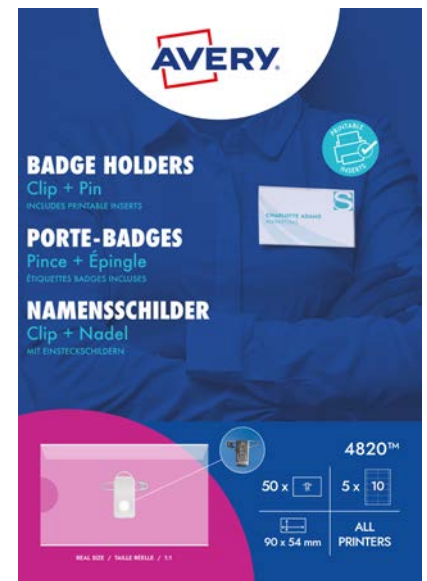 AVERY.
PRINTABLE
INSERTS
BADGE HOLDERS
Clip + Pin
INCLUDES PRINTABLE INSERTS
CHARLOTTE ADAMS
S
PORTE-BADGES
Pince + Épingle
ÉTIQUETTES BADGES INCLUSES
NAMENSSCHILDER
Clip + Nadel
MIT EINSTECKSCHILDERN
4820™
50 x
5 x 10
90 x 54 mm
ALL
PRINTERS
REAL SIZE / TAILLE RÉELLE / 1:1